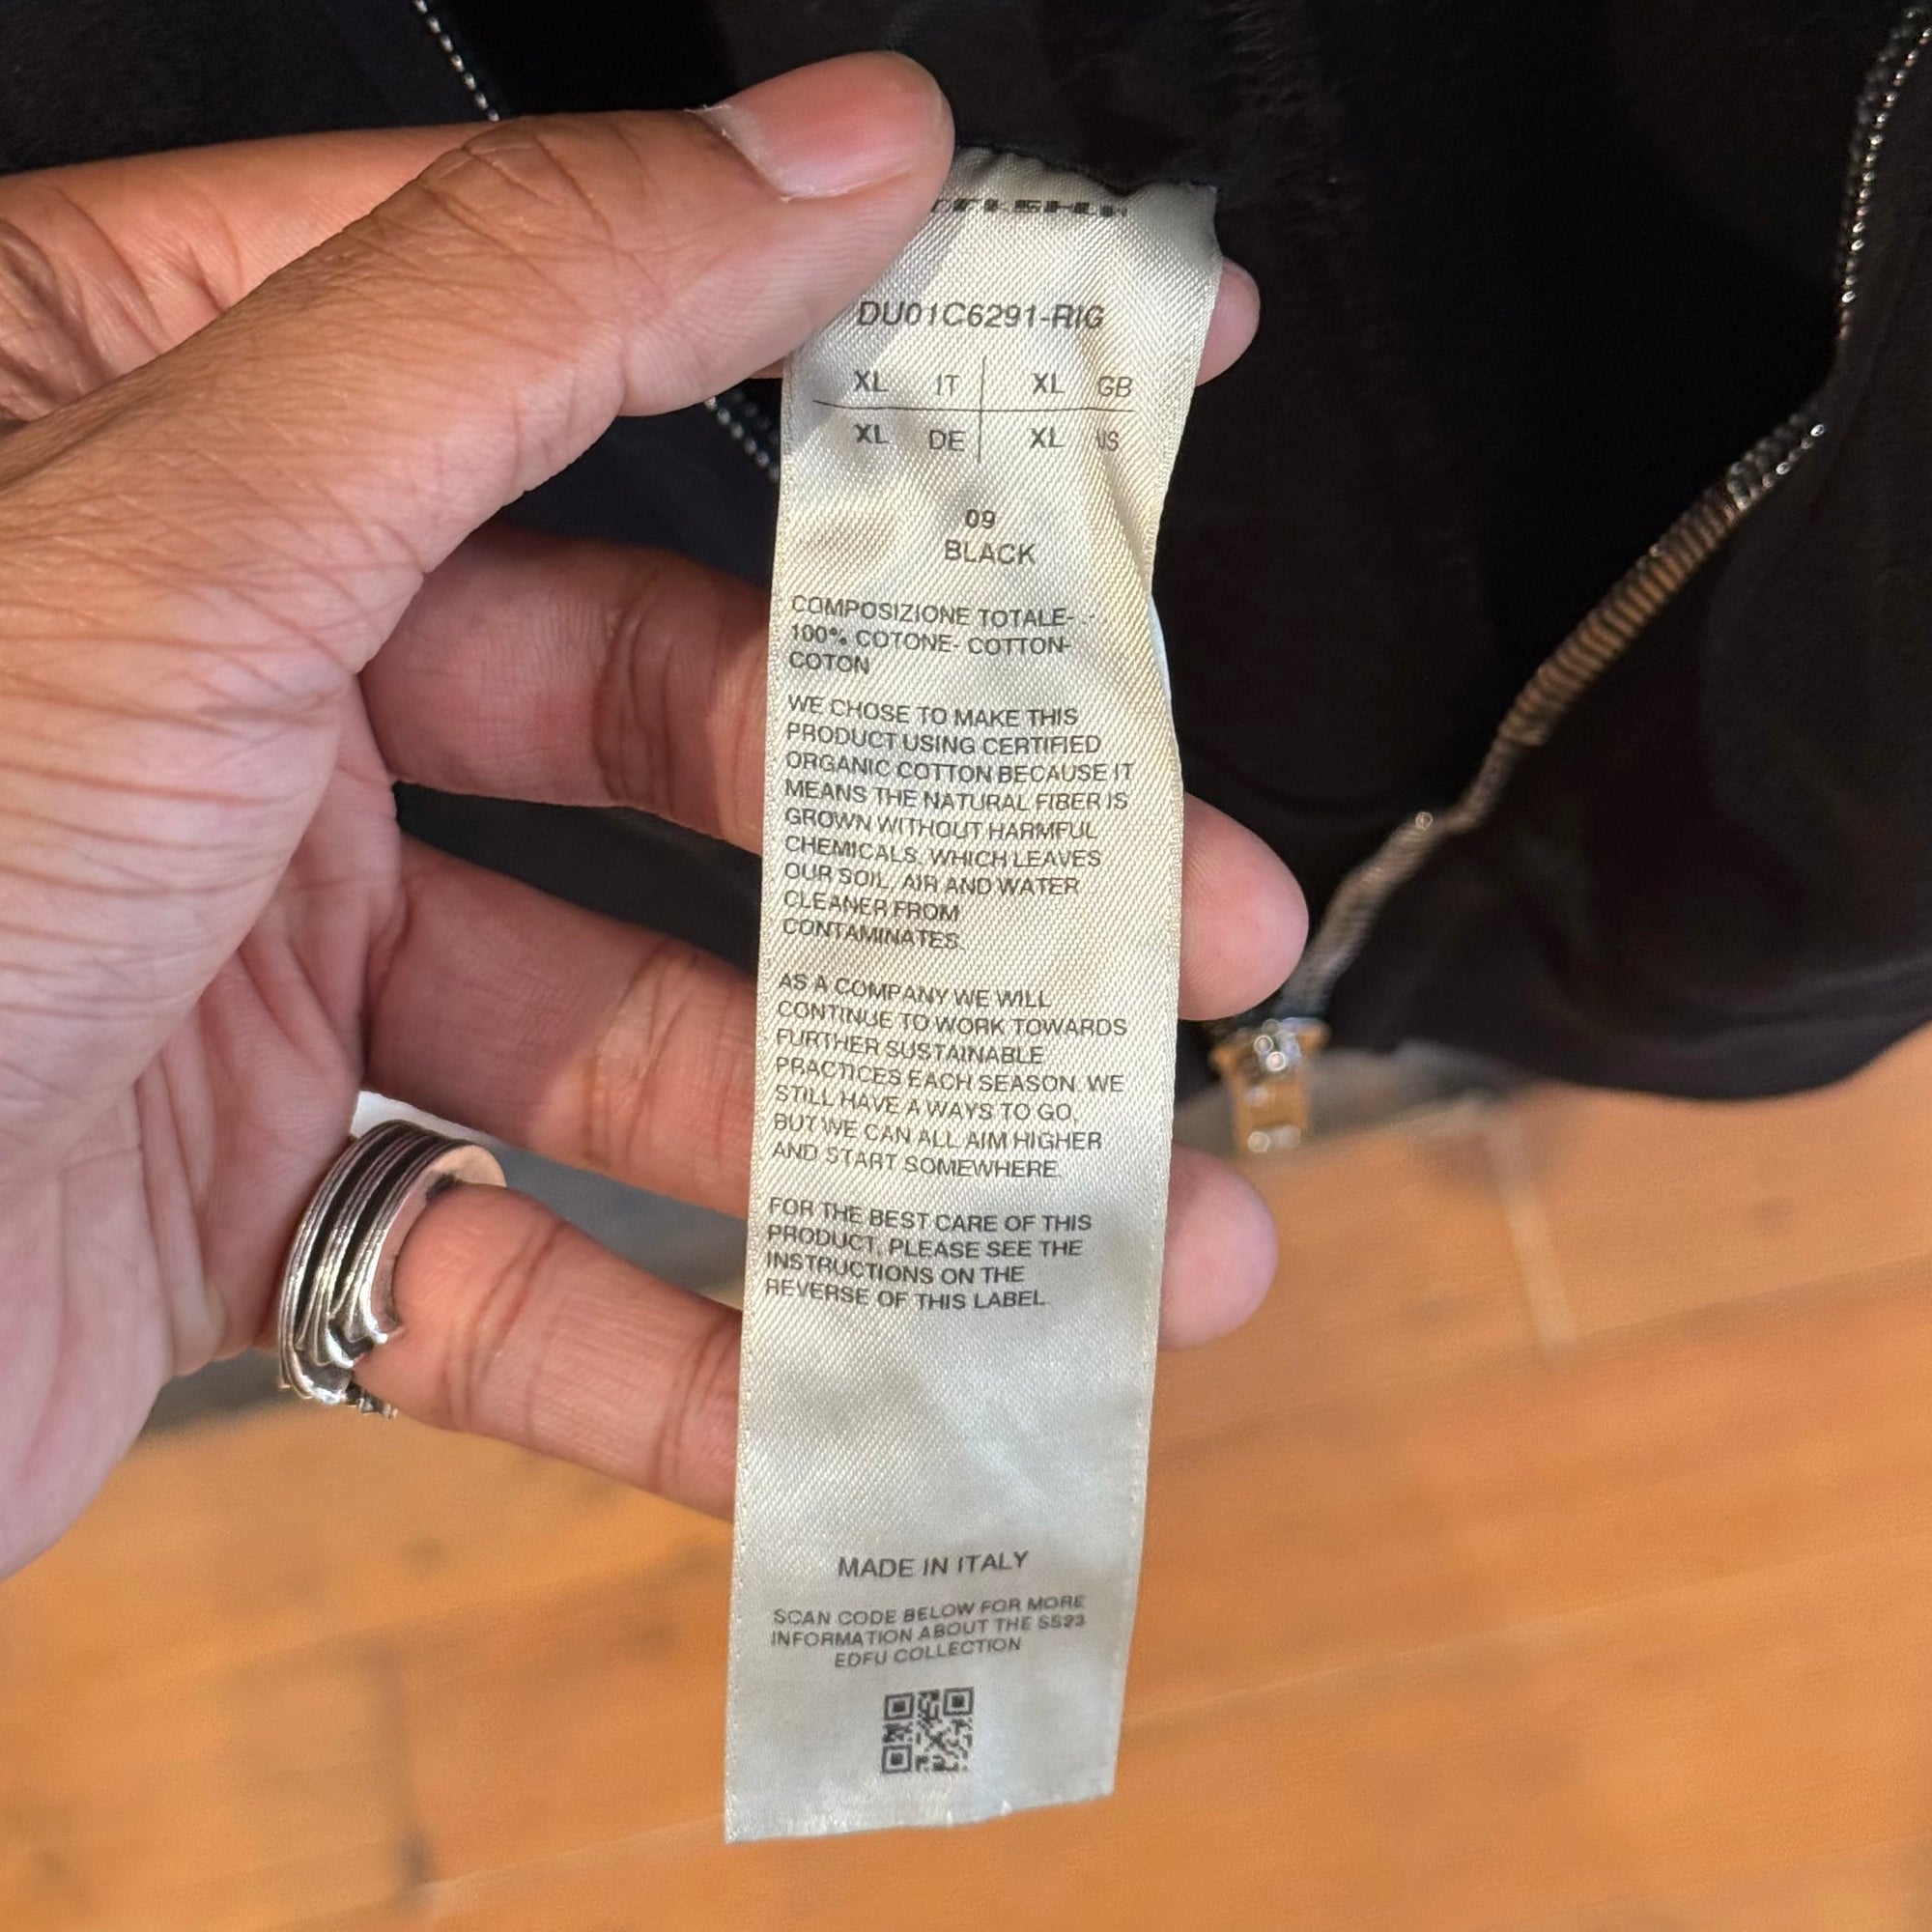 DU01C6291-RIG
XL IT XL GB
XL DE XL US
09
BLACK
COMPOSIZIONE TOTALE- -
100% COTONE- COTTON-
COTON
WE CHOSE TO MAKE THIS
PRODUCT USING CERTIFIED
ORGANIC COTTON BECAUSE IT
MEANS THE NATURAL FIBER IS
GROWN WITHOUT HARMFUL
CHEMICALS, WHICH LEAVES
OUR SOIL, AIR AND WATER
CLEANER FROM
CONTAMINATES.
AS A COMPANY WE WILL
CONTINUE TO WORK TOWARDS
FURTHER SUSTAINABLE
PRACTICES EACH SEASON. WE
STILL HAVE A WAYS TO GO,
BUT WE CAN ALL AIM HIGHER
AND START SOMEWHERE.
FOR THE BEST CARE OF THIS
PRODUCT, PLEASE SEE THE
INSTRUCTIONS ON THE
REVERSE OF THIS LABEL.
MADE IN ITALY
SCAN CODE BELOW FOR MORE
INFORMATION ABOUT THE SS23
EDFU COLLECTION